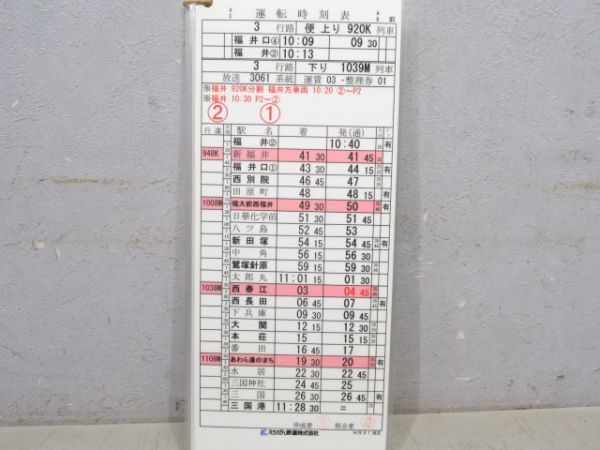 運転時刻表 前
3 行路 便 上り 920K 列車
福井口④ 10:09 09 30
福井② 10:13
3 行路 下り 1039M 列車
放送 3061 系統 運賃 03・整理券 01
※福井 920K分割 福井方車両 10:20 ②~P2
※福井 10:30 P2~②
② ①
駅名 着 発(通)
福井② 10:40 有
948K 新福井 41 30 41 45
福井口① 43 30 44 15 有
西別院 46 45 47
田原町 48 48 15 有
1008M 福大前西福井 49 30 50 有
日華化学前 51 30 51 45
八ツ島 52 45 53
新田塚 54 15 54 45 有
中角 56 15 56 30
鷲塚針原 59 15 59 30
太郎丸 11:01 15 01 30
1038M 西春江 03 04 45
西長田 06 45 07 有
下兵庫 09 30 09 45
大関 12 15 12 30
本荘 15 15 15 30
番田 16 45 17
1108M あわら湯のまち 19 30 20 有
水居 22 30 22 45
三国神社 24 45 25
三国 26 30 26 45 有
三国港 11:28 30 =
えちぜん鉄道株式会社
作成者 照合者